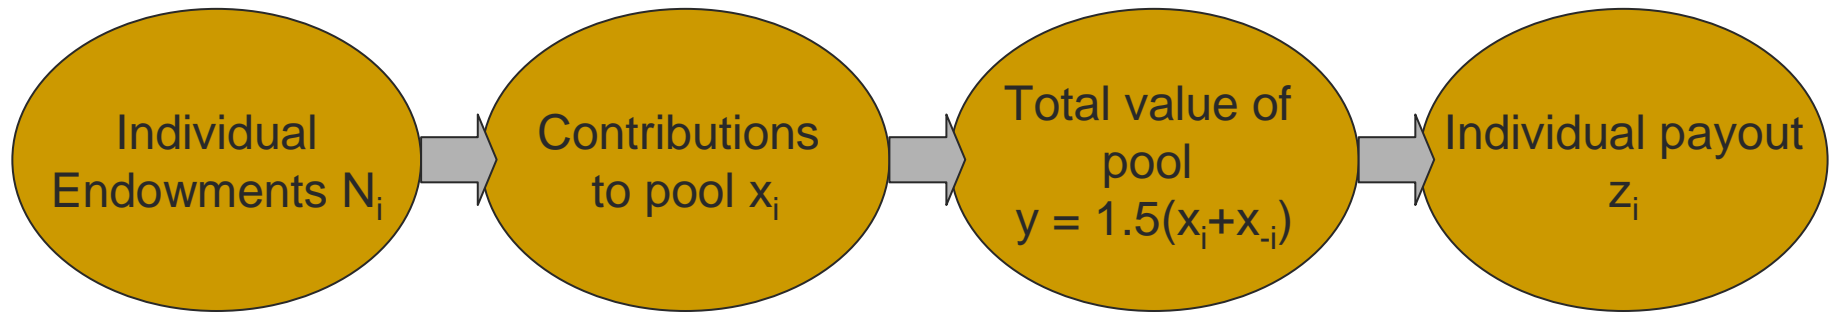 Individual
Endowments Nᵢ
Contributions
to pool xᵢ
Total value of
pool
y = 1.5(xᵢ+x₋ᵢ)
Individual payout
zᵢ